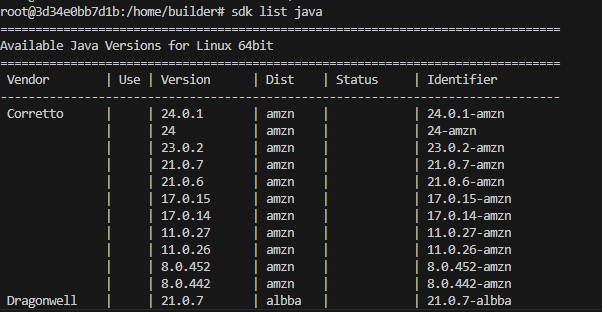 root@3d34e0bb7d1b:/home/builder# sdk list java
================================================================================
Available Java Versions for Linux 64bit
================================================================================
 Vendor        | Use | Version      | Dist    | Status     | Identifier
--------------------------------------------------------------------------------
 Corretto      |     | 24.0.1       | amzn    |            | 24.0.1-amzn
               |     | 24           | amzn    |            | 24-amzn
               |     | 23.0.2       | amzn    |            | 23.0.2-amzn
               |     | 21.0.7       | amzn    |            | 21.0.7-amzn
               |     | 21.0.6       | amzn    |            | 21.0.6-amzn
               |     | 17.0.15      | amzn    |            | 17.0.15-amzn
               |     | 17.0.14      | amzn    |            | 17.0.14-amzn
               |     | 11.0.27      | amzn    |            | 11.0.27-amzn
               |     | 11.0.26      | amzn    |            | 11.0.26-amzn
               |     | 8.0.452      | amzn    |            | 8.0.452-amzn
               |     | 8.0.442      | amzn    |            | 8.0.442-amzn
 Dragonwell    |     | 21.0.7       | albba   |            | 21.0.7-albba